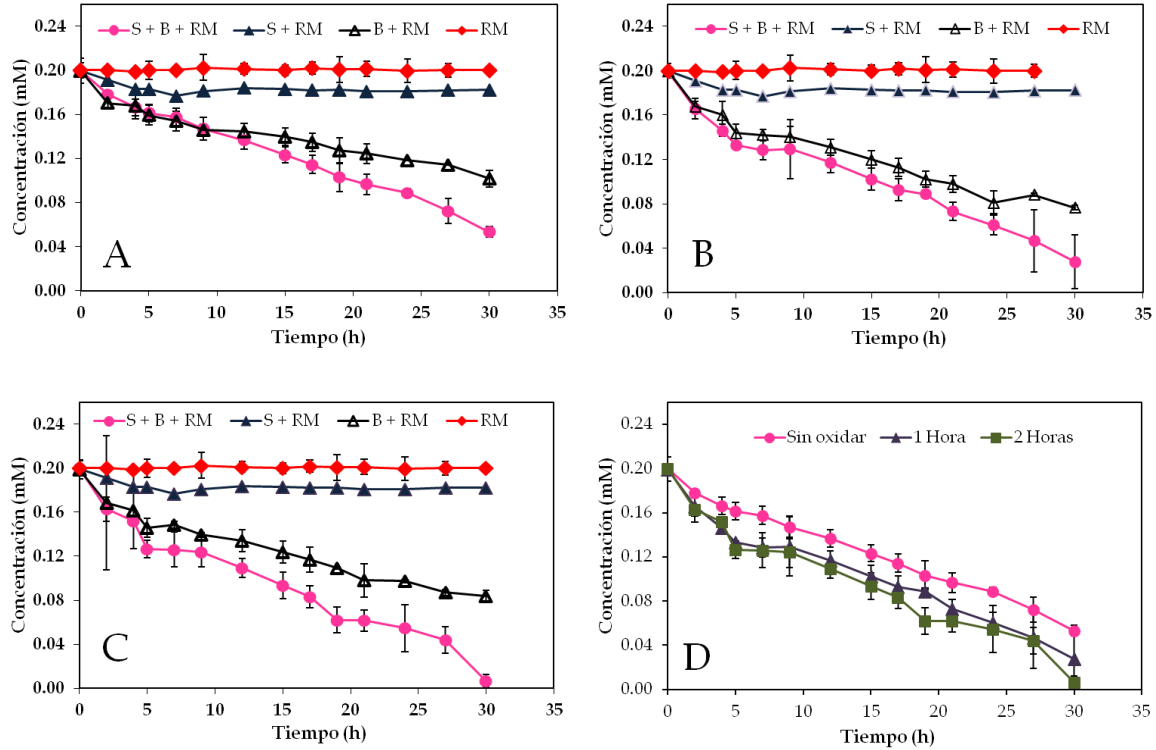 S + B + RM S + RM B + RM RM
0.24
0.20
0.16
0.12
0.08
0.04
0.00
Concentración (mM)
A
0 5 10 15 20 25 30 35
Tiempo (h)
S + B + RM S + RM B + RM RM
0.24
0.20
0.16
0.12
0.08
0.04
0.00
Concentración (mM)
B
0 5 10 15 20 25 30 35
Tiempo (h)
S + B + RM S + RM B + RM RM
0.24
0.20
0.16
0.12
0.08
0.04
0.00
Concentración (mM)
C
0 5 10 15 20 25 30 35
Tiempo (h)
Sin oxidar 1 Hora 2 Horas
0.24
0.20
0.16
0.12
0.08
0.04
0.00
Concentración (mM)
D
0 5 10 15 20 25 30 35
Tiempo (h)